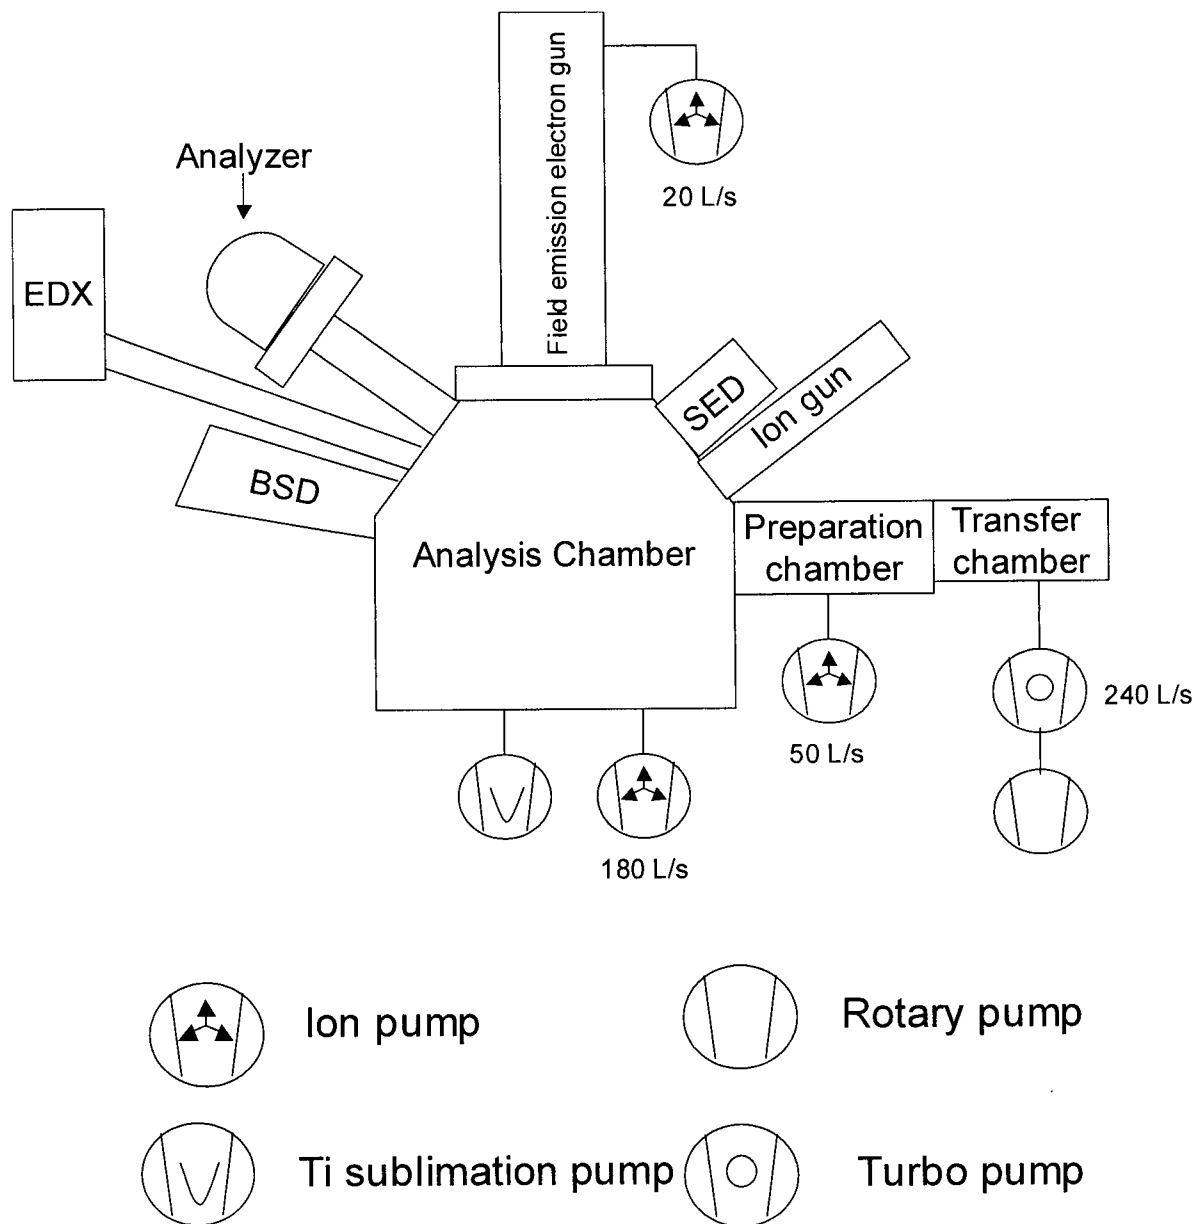 Field emission electron gun
20 L/s
Analyzer
EDX
SED
Ion gun
BSD
Analysis Chamber
Preparation
chamber
Transfer
chamber
240 L/s
50 L/s
180 L/s
Ion pump
Rotary pump
Ti sublimation pump
Turbo pump